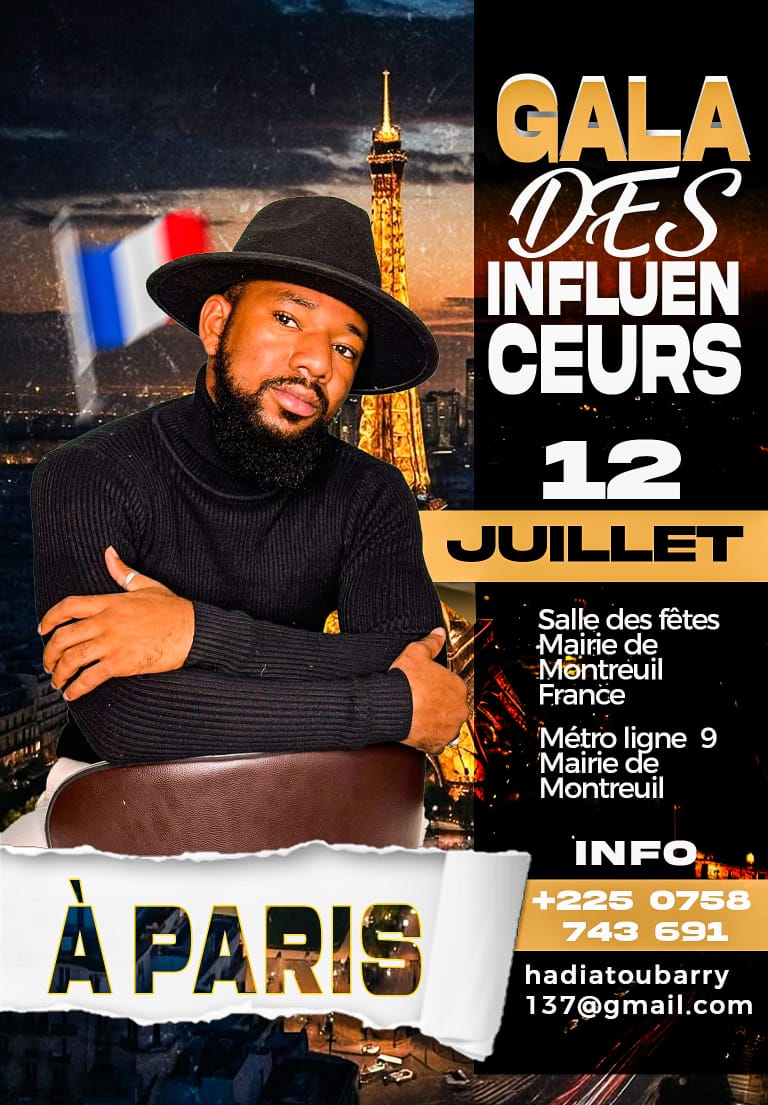 GALA
DES
INFLUEN
CEURS
12
JUILLET
Salle des fêtes
Mairie de
Montreuil
France
Métro ligne 9
Mairie de
Montreuil
INFO
+225 0758
743 691
hadiatoubarry
137@gmail.com
À PARIS